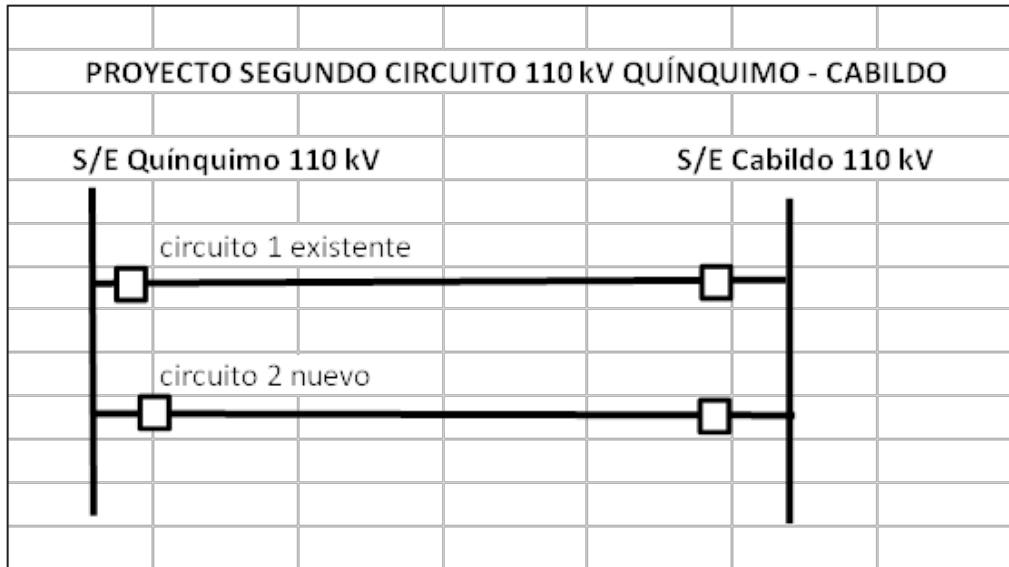 PROYECTO SEGUNDO CIRCUITO 110 kV QUÍNQUIMO - CABILDO
S/E Quínquimo 110 kV
S/E Cabildo 110 kV
circuito 1 existente
circuito 2 nuevo